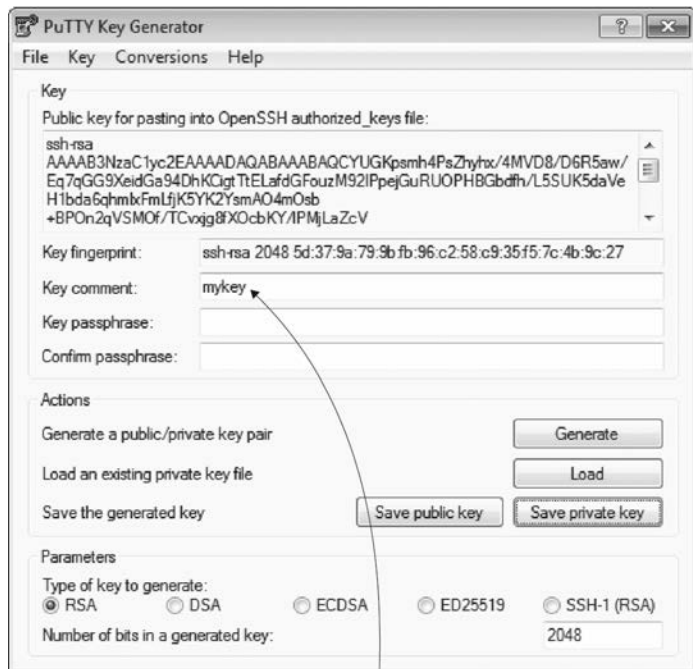 PuTTY Key Generator
File Key Conversions Help
Key
Public key for pasting into OpenSSH authorized_keys file:
ssh-rsa
AAAAB3NzaC1yc2EAAAADAQABAAABAQCYUGKpsmh4PsZhyhx/4MVD8/D6R5aw/
Eq7qGG9XeidGa94DhKCigtTtELafdGFouzM92IPpejGuRUOPHBGbdfh/L5SUK5daVe
H1bda6qhmlxFmLfjK5YK2YsmAO4mOsb
+BPOn2qVSMOf/TCvxjg8fXOcbKY/IPMjLaZcV
Key fingerprint: ssh-rsa 2048 5d:37:9a:79:9b:fb:96:c2:58:c9:35:f5:7c:4b:9c:27
Key comment: mykey
Key passphrase:
Confirm passphrase:
Actions
Generate a public/private key pair Generate
Load an existing private key file Load
Save the generated key Save public key Save private key
Parameters
Type of key to generate:
RSA DSA ECDSA ED25519 SSH-1 (RSA)
Number of bits in a generated key: 2048